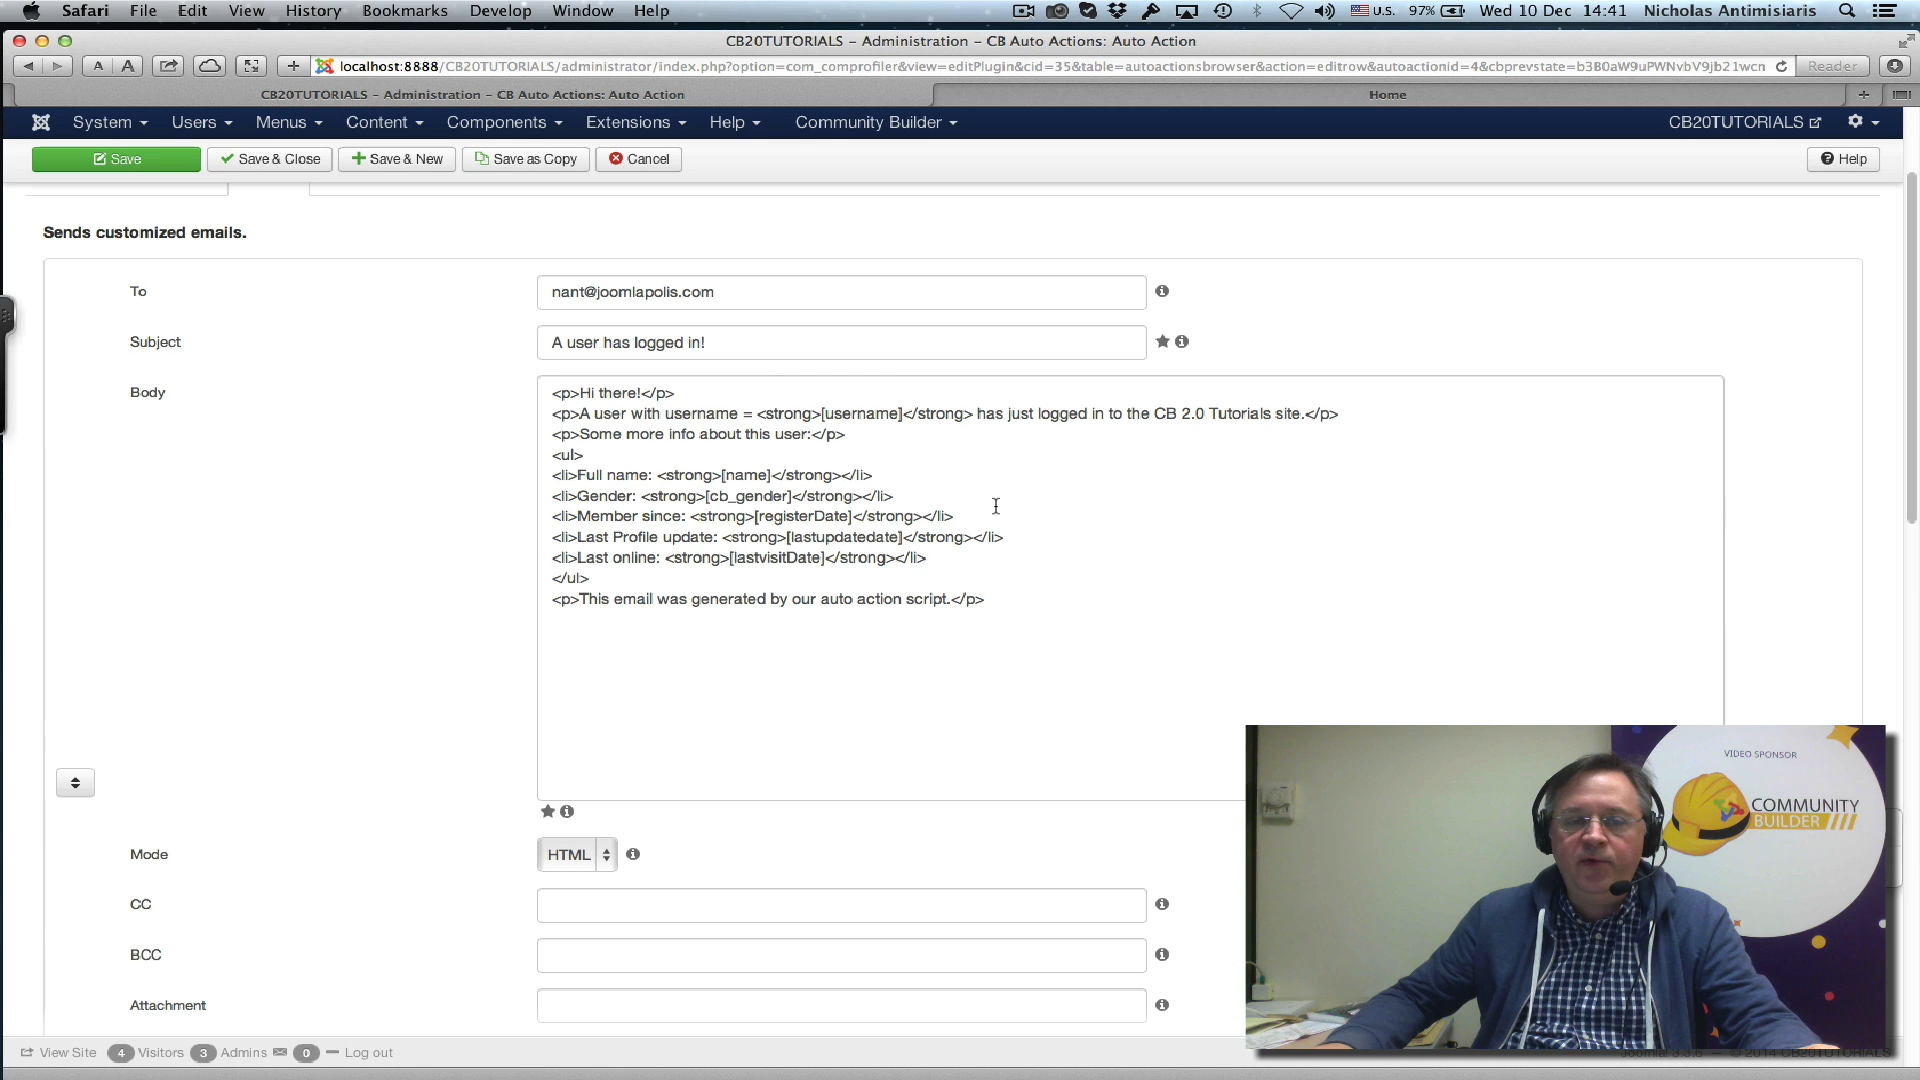 Safari File Edit View History Bookmarks Develop Window Help U.S. 97% Wed 10 Dec 14:41 Nicholas Antimisiaris
CB20TUTORIALS – Administration – CB Auto Actions: Auto Action
localhost:8888/CB20TUTORIALS/administrator/index.php?option=com_comprofiler&view=editPlugin&cid=35&table=autoactionsbrowser&action=editrow&autoactionid=4&cbprevstate=b3B0aW9uPWNvbV9jb21wcn Reader
CB20TUTORIALS – Administration – CB Auto Actions: Auto Action Home
System Users Menus Content Components Extensions Help Community Builder CB20TUTORIALS
Save Save & Close Save & New Save as Copy Cancel Help
Sends customized emails.
To nant@joomlapolis.com
Subject A user has logged in!
Body
<p>Hi there!</p>
<p>A user with username = <strong>[username]</strong> has just logged in to the CB 2.0 Tutorials site.</p>
<p>Some more info about this user:</p>
<ul>
<li>Full name: <strong>[name]</strong></li>
<li>Gender: <strong>[cb_gender]</strong></li>
<li>Member since: <strong>[registerDate]</strong></li>
<li>Last Profile update: <strong>[lastupdatedate]</strong></li>
<li>Last online: <strong>[lastvisitDate]</strong></li>
</ul>
<p>This email was generated by our auto action script.</p>
VIDEO SPONSOR
COMMUNITY
BUILDER
Mode HTML
CC
BCC
Attachment
View Site 4 Visitors 3 Admins 0 Log out Joomla! 3.3.6 — © 2014 CB20TUTORIALS